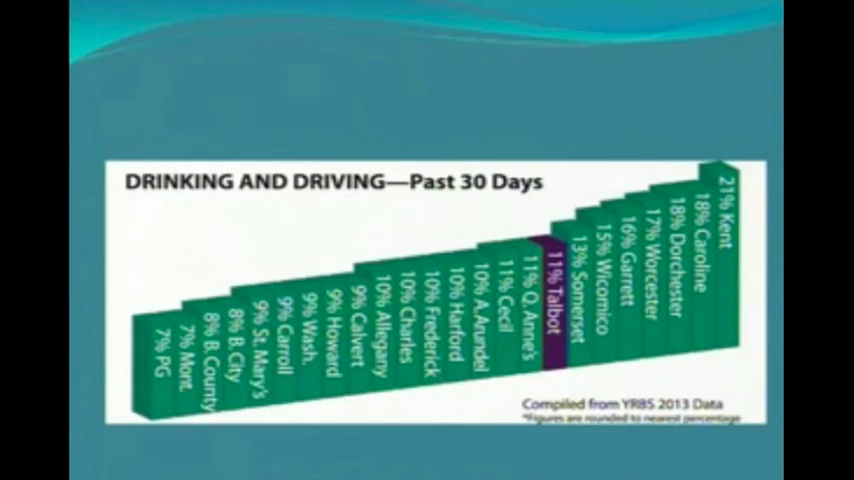 DRINKING AND DRIVING—Past 30 Days
7% PG
7% Mont.
8% B. County
8% B. City
9% St. Mary's
9% Carroll
9% Wash.
9% Howard
9% Calvert
10% Allegany
10% Charles
10% Frederick
10% Harford
10% A.Arundel
11% Cecil
11% Q. Anne's
11% Talbot
13% Somerset
15% Wicomico
16% Garrett
17% Worcester
18% Dorchester
18% Caroline
21% Kent
Compiled from YRBS 2013 Data
*Figures are rounded to nearest percentage